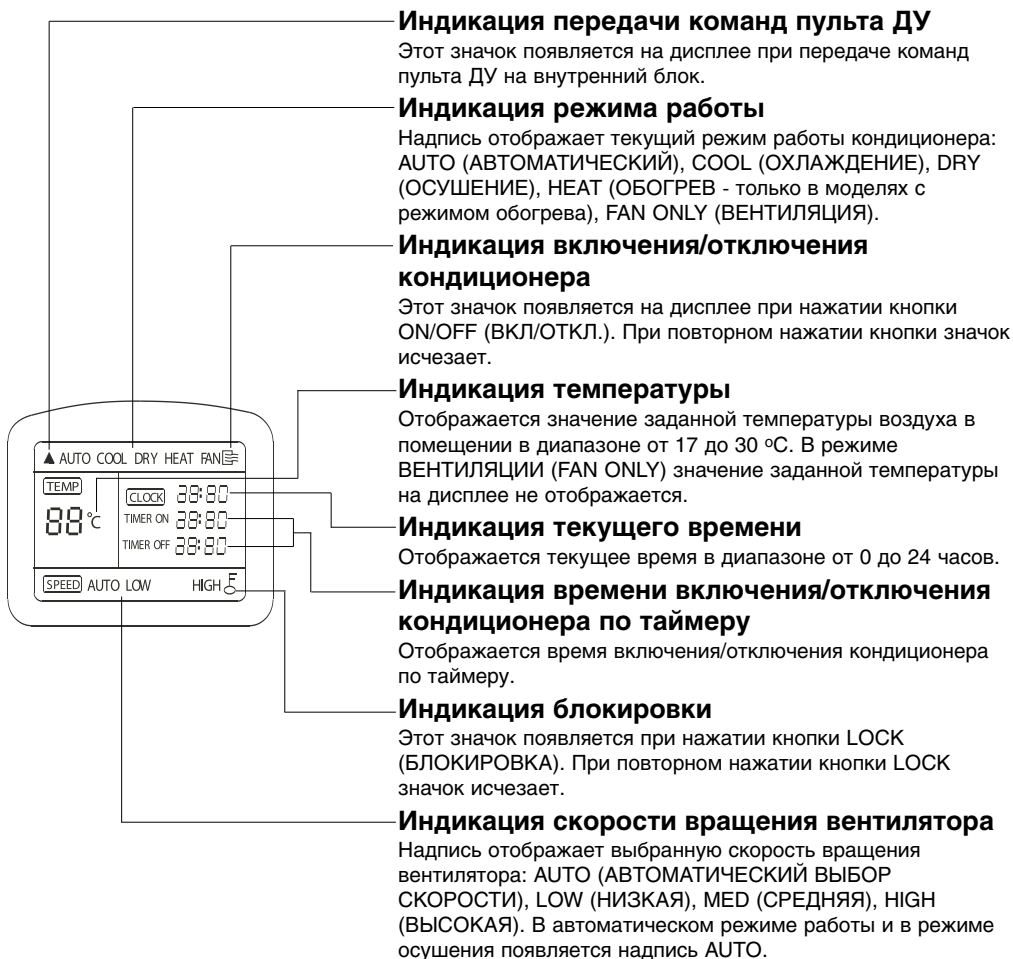 Индикация передачи команд пульта ДУ
Этот значок появляется на дисплее при передаче команд
пульта ДУ на внутренний блок.
Индикация режима работы
Надпись отображает текущий режим работы кондиционера:
AUTO (АВТОМАТИЧЕСКИЙ), COOL (ОХЛАЖДЕНИЕ), DRY
(ОСУШЕНИЕ), HEAT (ОБОГРЕВ - только в моделях с
режимом обогрева), FAN ONLY (ВЕНТИЛЯЦИЯ).
Индикация включения/отключения
кондиционера
Этот значок появляется на дисплее при нажатии кнопки
ON/OFF (ВКЛ/ОТКЛ.). При повторном нажатии кнопки значок
исчезает.
Индикация температуры
Отображается значение заданной температуры воздуха в
помещении в диапазоне от 17 до 30 ºC. В режиме
ВЕНТИЛЯЦИИ (FAN ONLY) значение заданной температуры
на дисплее не отображается.
Индикация текущего времени
Отображается текущее время в диапазоне от 0 до 24 часов.
Индикация времени включения/отключения
кондиционера по таймеру
Отображается время включения/отключения кондиционера
по таймеру.
Индикация блокировки
Этот значок появляется при нажатии кнопки LOCK
(БЛОКИРОВКА). При повторном нажатии кнопки LOCK
значок исчезает.
Индикация скорости вращения вентилятора
Надпись отображает выбранную скорость вращения
вентилятора: AUTO (АВТОМАТИЧЕСКИЙ ВЫБОР
СКОРОСТИ), LOW (НИЗКАЯ), MED (СРЕДНЯЯ), HIGH
(ВЫСОКАЯ). В автоматическом режиме работы и в режиме
осушения появляется надпись AUTO.
AUTO COOL DRY HEAT FAN
TEMP
88°C
CLOCK 38:80
TIMER ON 38:80
TIMER OFF 38:80
SPEED AUTO LOW HIGH